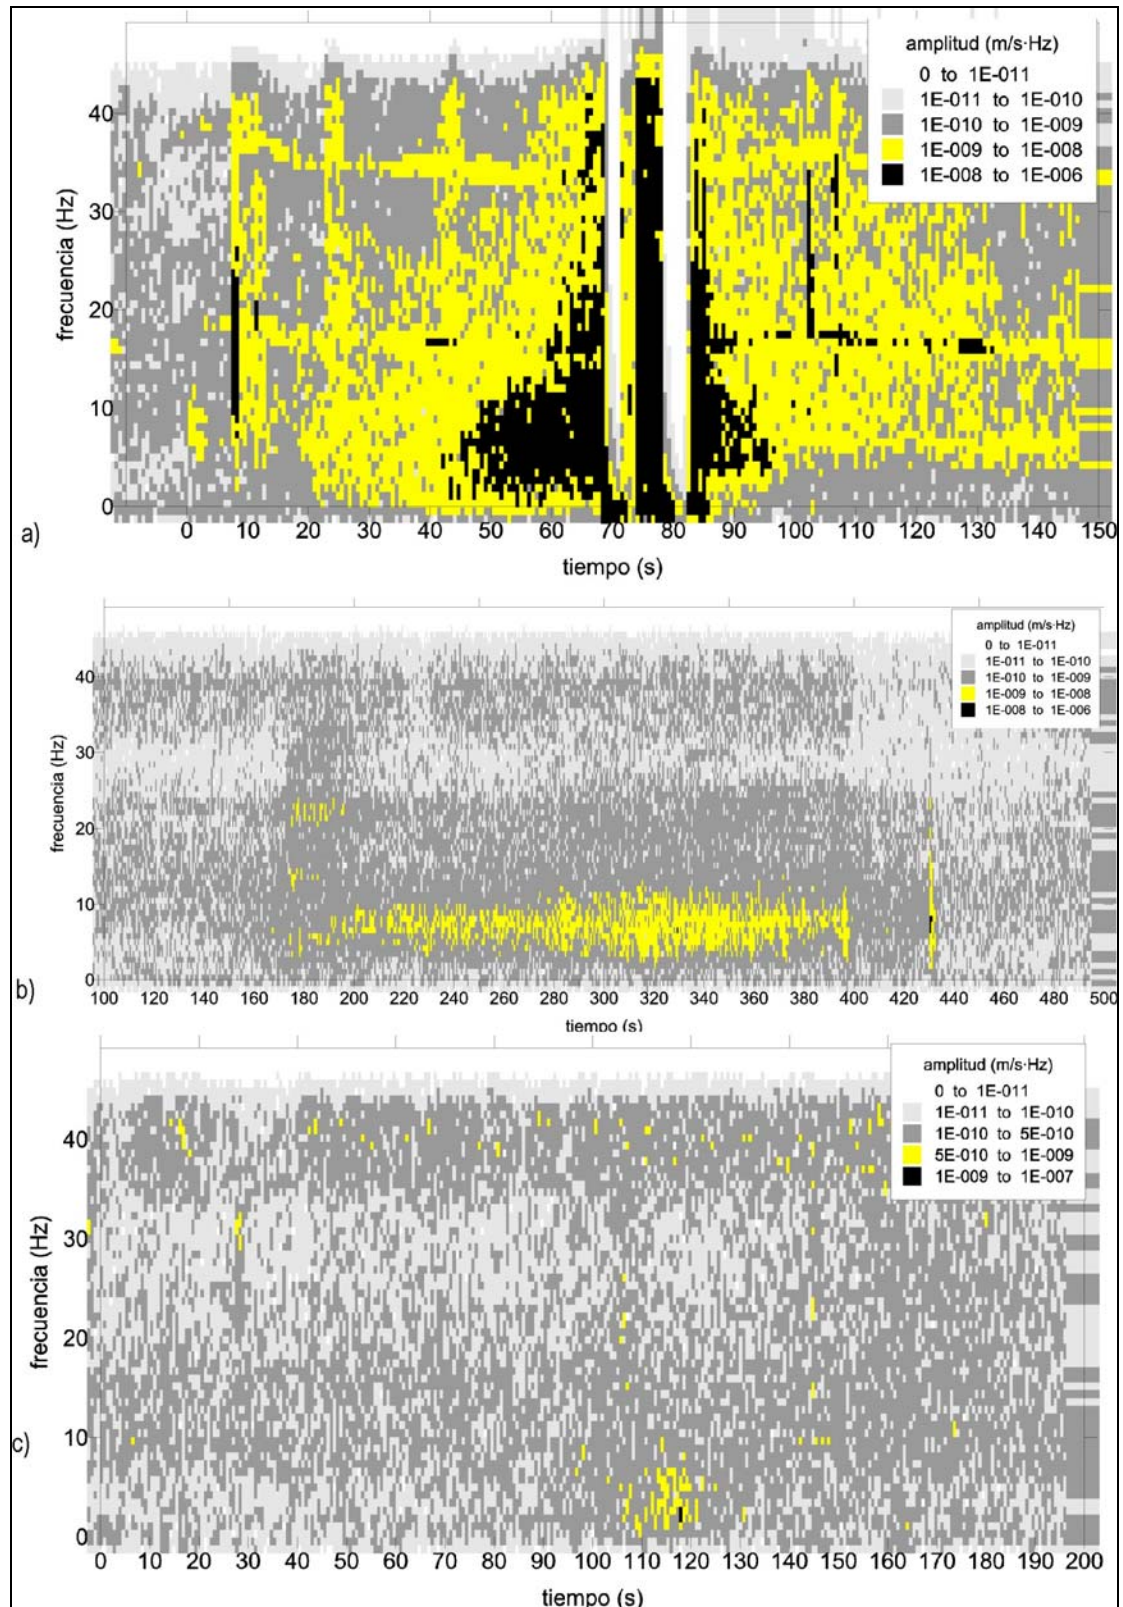 amplitud (m/s·Hz)
0 to 1E-011
1E-011 to 1E-010
1E-010 to 1E-009
1E-009 to 1E-008
1E-008 to 1E-006
40
30
20
10
0
frecuencia (Hz)
a)
0 10 20 30 40 50 60 70 80 90 100 110 120 130 140 150
tiempo (s)
amplitud (m/s·Hz)
0 to 1E-011
1E-011 to 1E-010
1E-010 to 1E-009
1E-009 to 1E-008
1E-008 to 1E-006
40
30
20
10
0
frecuencia (Hz)
b)
100 120 140 160 180 200 220 240 260 280 300 320 340 360 380 400 420 440 460 480 500
tiempo (s)
amplitud (m/s·Hz)
0 to 1E-011
1E-011 to 1E-010
1E-010 to 5E-010
5E-010 to 1E-009
1E-009 to 1E-007
40
30
20
10
0
frecuencia (Hz)
c)
0 10 20 30 40 50 60 70 80 90 100 110 120 130 140 150 160 170 180 190 200
tiempo (s)